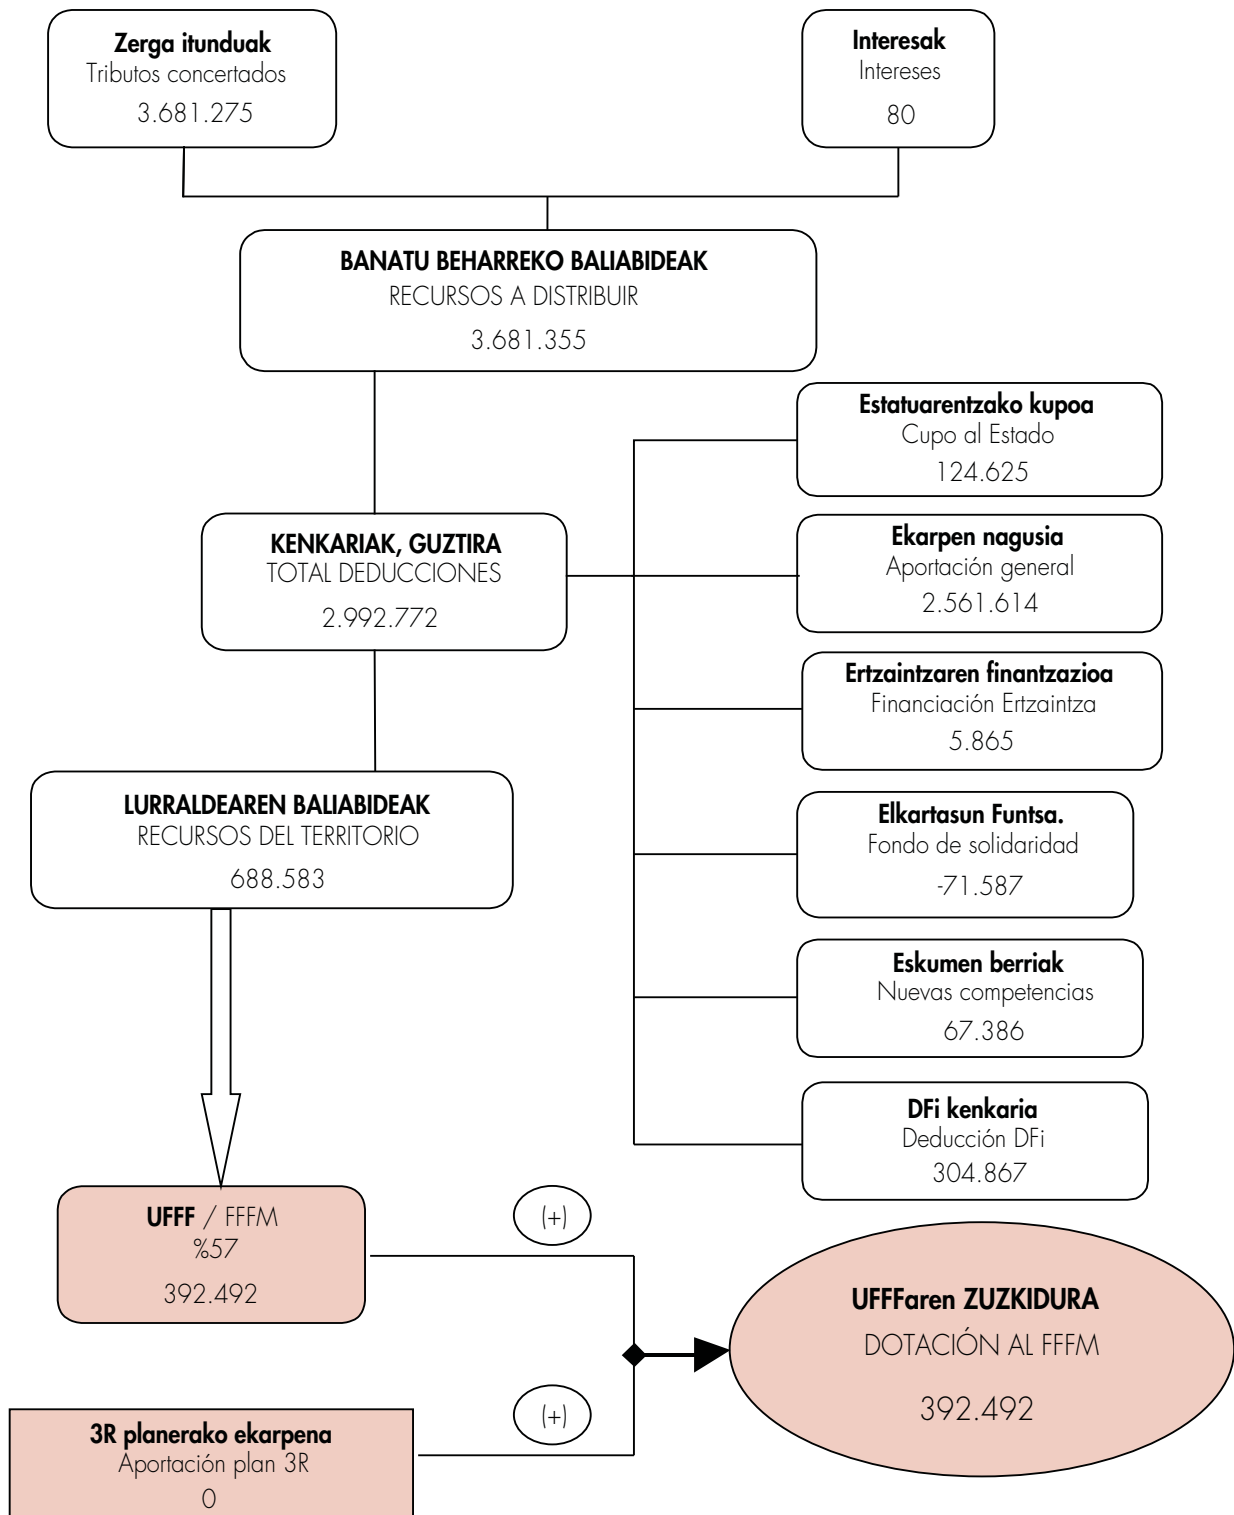 Zerga itunduak
Tributos concertados
3.681.275
Interesak
Intereses
80
BANATU BEHARREKO BALIABIDEAK
RECURSOS A DISTRIBUIR
3.681.355
Estatuarentzako kupoa
Cupo al Estado
124.625
KENKARIAK, GUZTIRA
TOTAL DEDUCCIONES
2.992.772
Ekarpen nagusia
Aportación general
2.561.614
Ertzaintzaren finantzazioa
Financiación Ertzaintza
5.865
LURRALDEAREN BALIABIDEAK
RECURSOS DEL TERRITORIO
688.583
Elkartasun Funtsa.
Fondo de solidaridad
-71.587
Eskumen berriak
Nuevas competencias
67.386
DFi kenkaria
Deducción DFi
304.867
UFFF / FFFM
%57
392.492
(+)
UFFFaren ZUZKIDURA
DOTACIÓN AL FFFM
392.492
(+)
3R planerako ekarpena
Aportación plan 3R
0